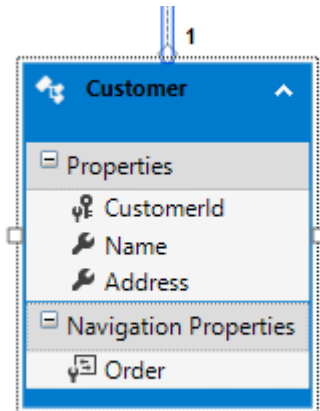 1
Customer
Properties
CustomerId
Name
Address
Navigation Properties
Order